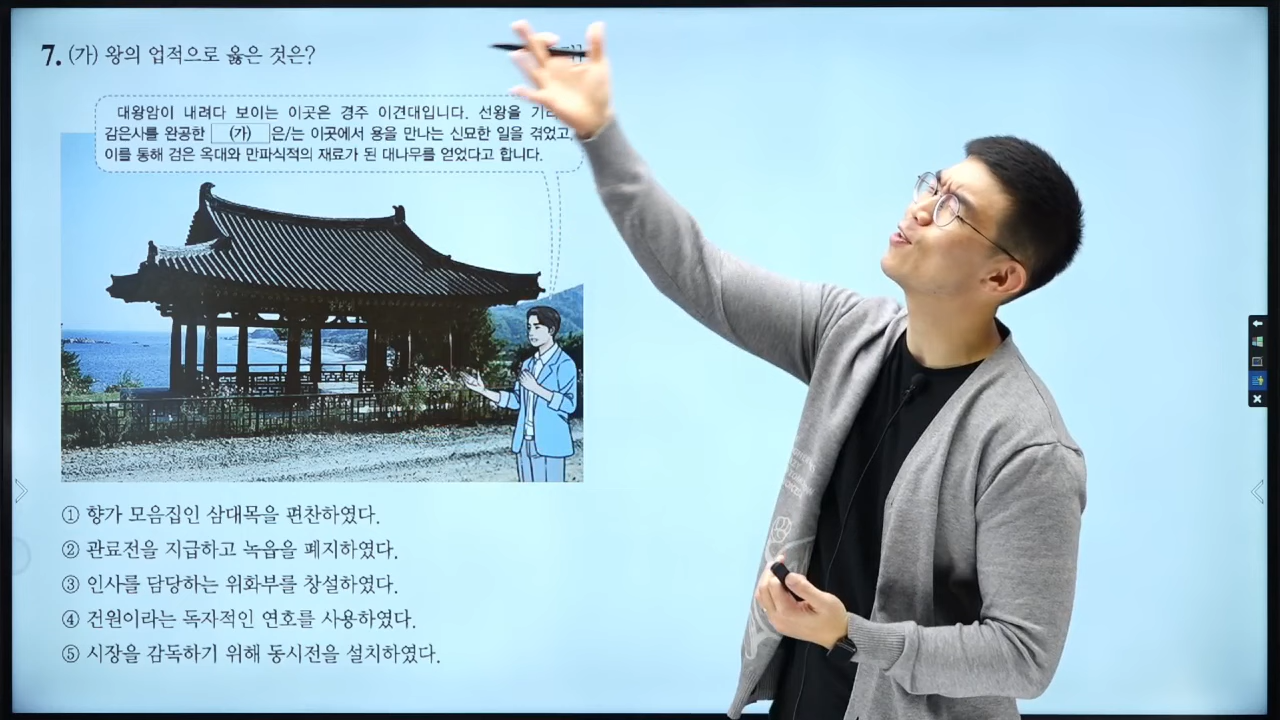 7. (가) 왕의 업적으로 옳은 것은?
대왕암이 내려다 보이는 이곳은 경주 이견대입니다. 선왕을
감은사를 완공한 (가) 은/는 이곳에서 용을 만나는 신묘한 일을 겪었고,
이를 통해 검은 옥대와 만파식적의 재료가 된 대나무를 얻었다고 합니다.
① 향가 모음집인 삼대목을 편찬하였다.
② 관료전을 지급하고 녹읍을 폐지하였다.
③ 인사를 담당하는 위화부를 창설하였다.
④ 건원이라는 독자적인 연호를 사용하였다.
⑤ 시장을 감독하기 위해 동시전을 설치하였다.